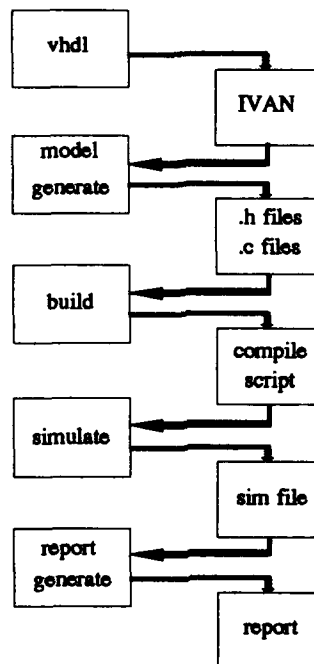 vhdl
IVAN
model
generate
.h files
.c files
build
compile
script
simulate
sim file
report
generate
report